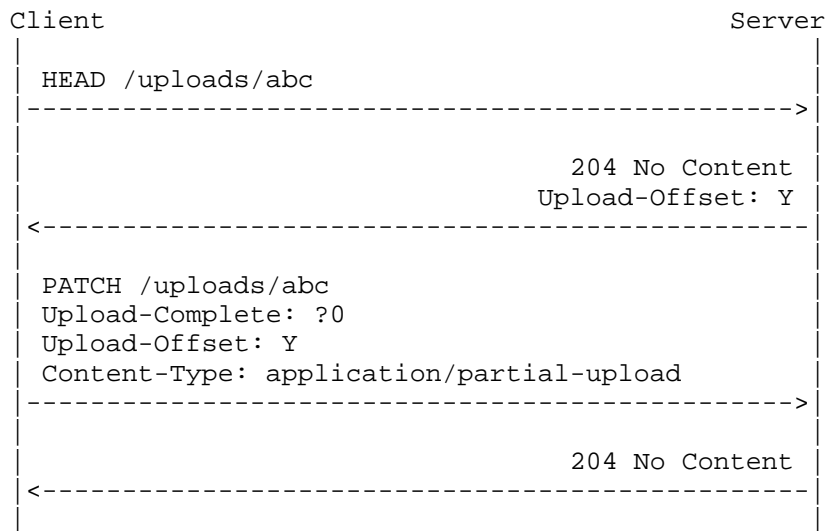 Client Server
HEAD /uploads/abc
------------------------------------------------>
204 No Content
Upload-Offset: Y
<------------------------------------------------
PATCH /uploads/abc
Upload-Complete: ?0
Upload-Offset: Y
Content-Type: application/partial-upload
------------------------------------------------>
204 No Content
<------------------------------------------------